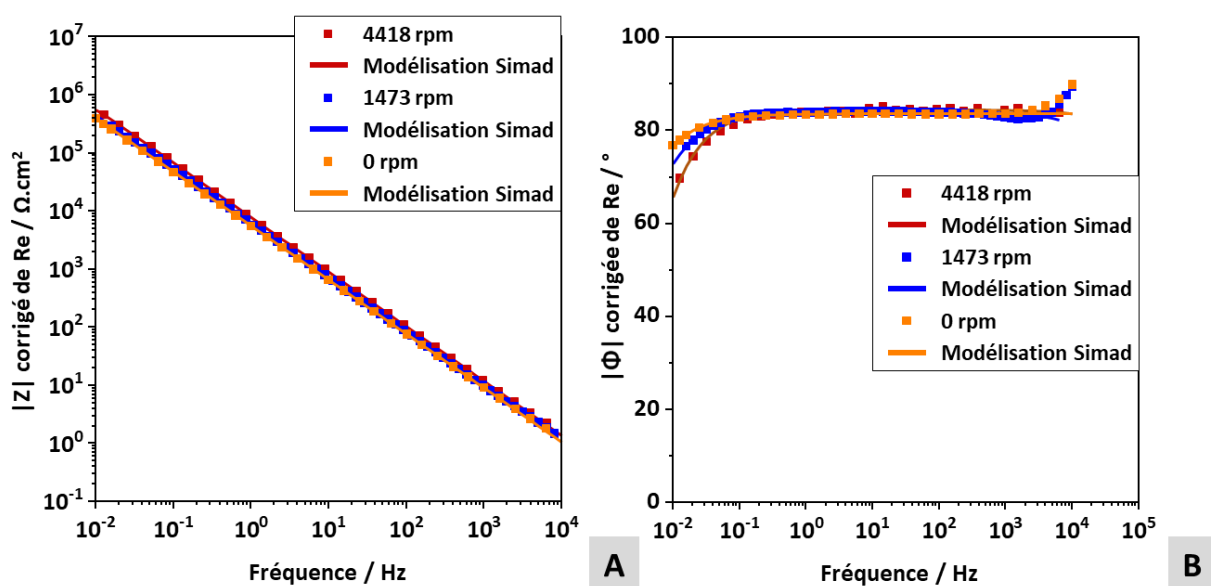 10⁷
10⁶
10⁵
10⁴
10³
10²
10¹
10⁰
10⁻¹
|Z| corrigé de Re / Ω.cm²
4418 rpm
Modélisation Simad
1473 rpm
Modélisation Simad
0 rpm
Modélisation Simad
10⁻² 10⁻¹ 10⁰ 10¹ 10² 10³ 10⁴
Fréquence / Hz
A
100
80
60
40
20
0
|Φ| corrigée de Re / °
4418 rpm
Modélisation Simad
1473 rpm
Modélisation Simad
0 rpm
Modélisation Simad
10⁻² 10⁻¹ 10⁰ 10¹ 10² 10³ 10⁴ 10⁵
Fréquence / Hz
B